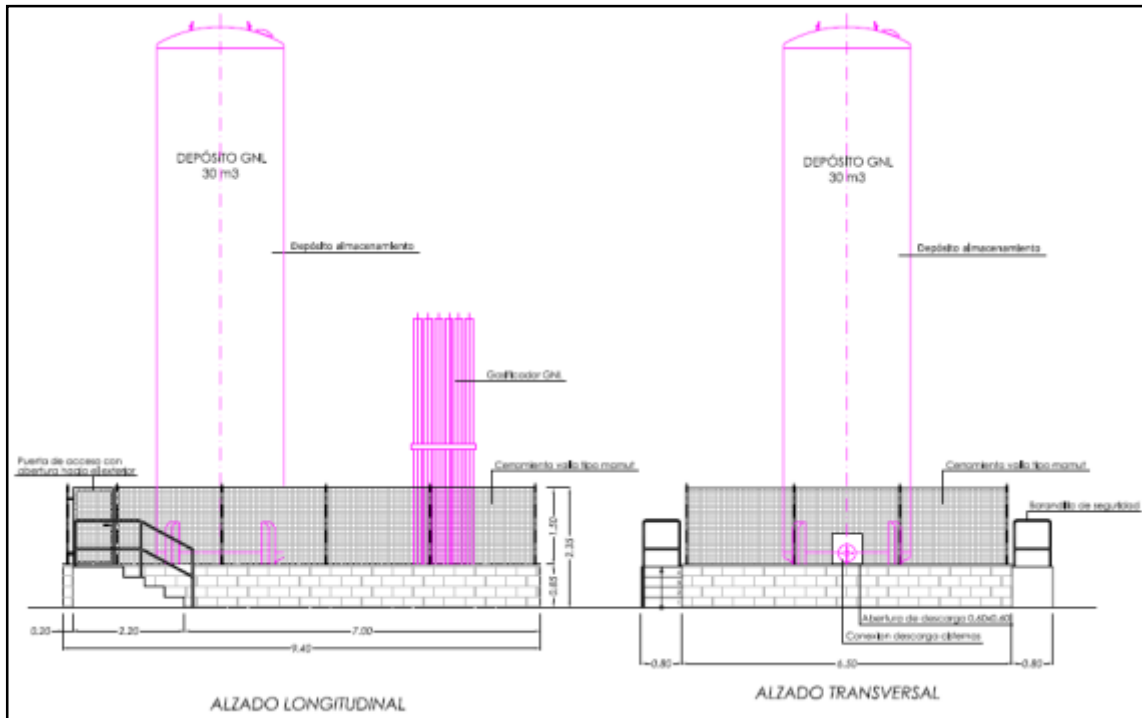 DEPÓSITO GNL
30 m3
Depósito almacenamiento
Gasificador GNL
Puerta de acceso con
abertura hacia el exterior
Cerramiento valla tipo mamut
1.50
0.85
2.35
0.20
2.20
7.00
9.40
ALZADO LONGITUDINAL
DEPÓSITO GNL
30 m3
Depósito almacenamiento
Cerramiento valla tipo mamut
Barandilla de seguridad
Abertura de descarga 0,60x0,60
Conexion descarga cisternas
0.80
6.50
0.80
ALZADO TRANSVERSAL